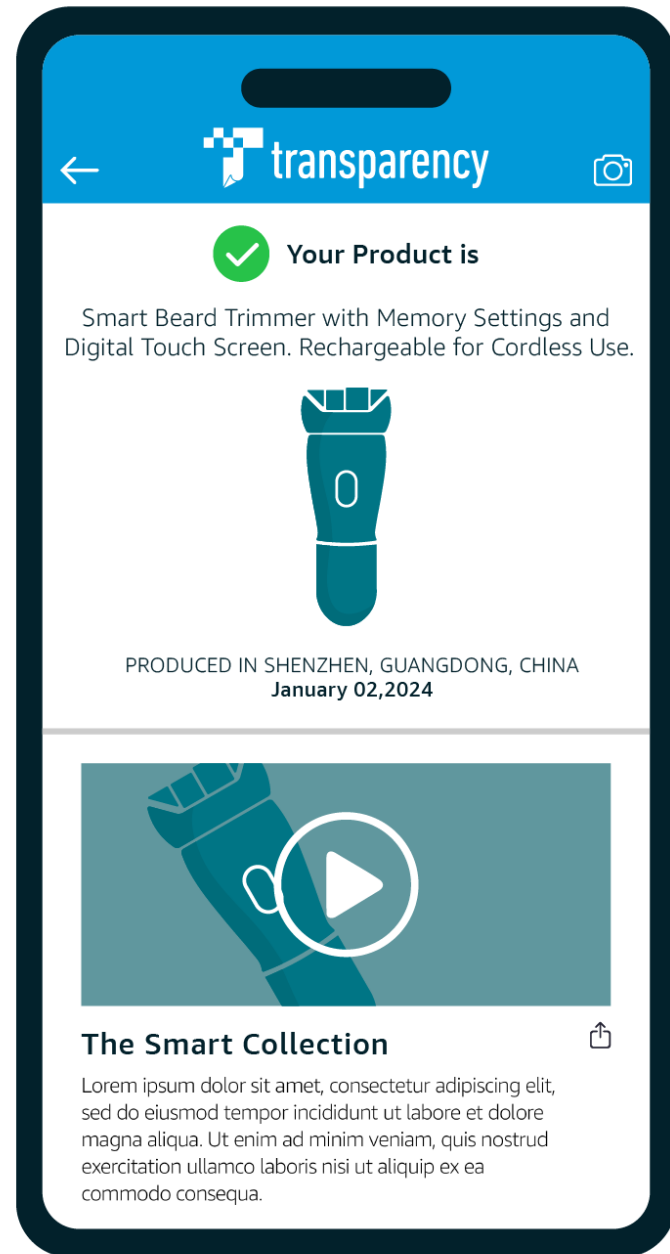 transparency
Your Product is
Smart Beard Trimmer with Memory Settings and
Digital Touch Screen. Rechargeable for Cordless Use.
PRODUCED IN SHENZHEN, GUANGDONG, CHINA
January 02,2024
The Smart Collection
Lorem ipsum dolor sit amet, consectetur adipiscing elit,
sed do eiusmod tempor incididunt ut labore et dolore
magna aliqua. Ut enim ad minim veniam, quis nostrud
exercitation ullamco laboris nisi ut aliquip ex ea
commodo consequa.